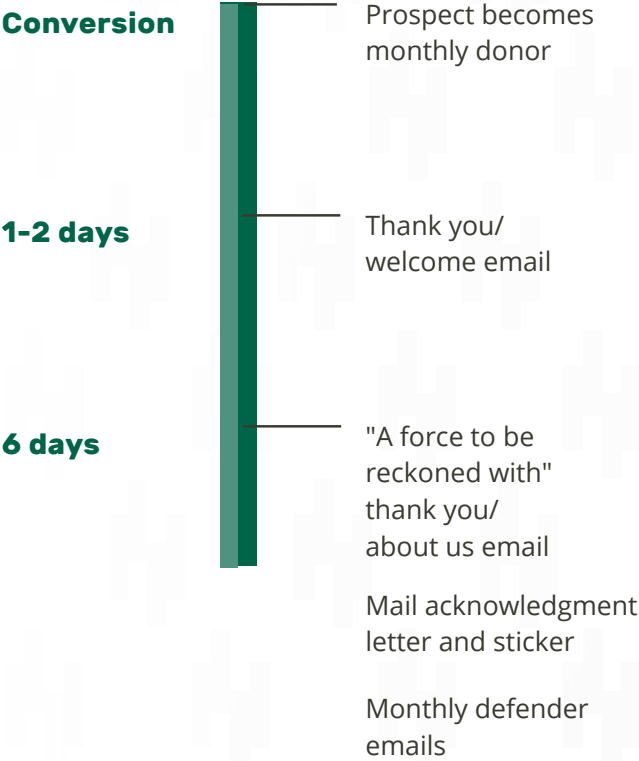 Conversion
Prospect becomes
monthly donor
1-2 days
Thank you/
welcome email
6 days
"A force to be
reckoned with"
thank you/
about us email
Mail acknowledgment
letter and sticker
Monthly defender
emails